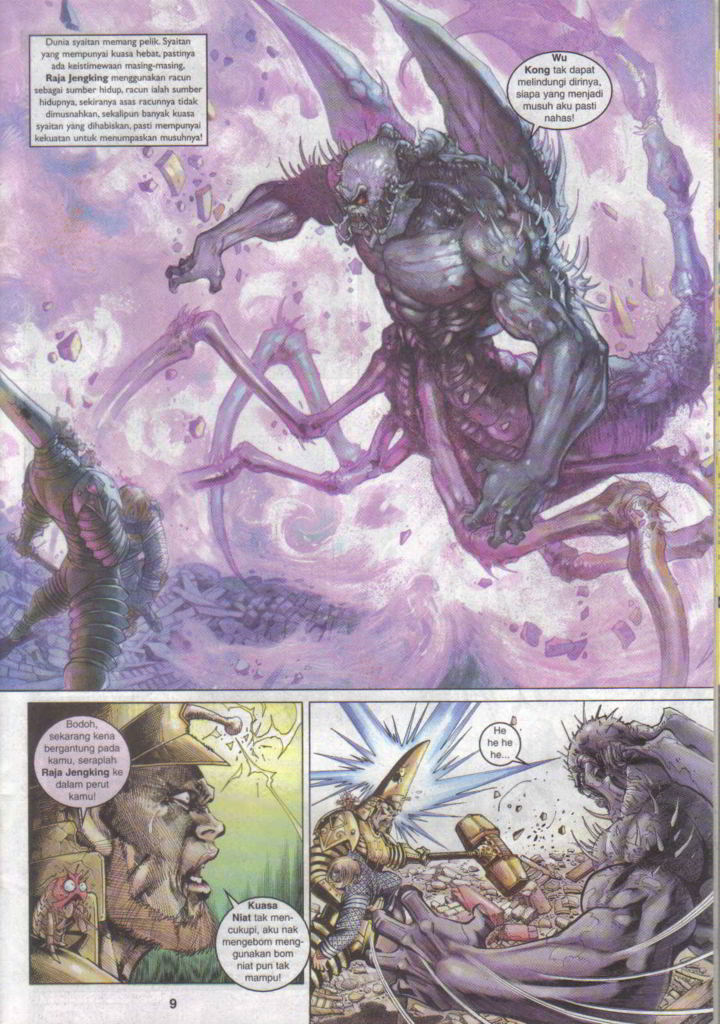 Dunia syaitan memang pelik. Syaitan
yang mempunyai kuasa hebat, pastinya
ada keistimewaan masing-masing,
Raja Jengking menggunakan racun
sebagai sumber hidup, racun ialah sumber
hidupnya, sekiranya asas racunnya tidak
dimusnahkan, sekalipun banyak kuasa
syaitan yang dihabiskan, pasti mempunyai
kekuatan untuk menumpaskan musuhnya!
Wu
Kong tak dapat
melindungi dirinya,
siapa yang menjadi
musuh aku pasti
nahas!
Bodoh,
sekarang kena
bergantung pada
kamu, seraplah
Raja Jengking ke
dalam perut
kamu!
Kuasa
Niat tak men-
cukupi, aku nak
mengebom meng-
gunakan bom
niat pun tak
mampu!
He
he he
he...
9